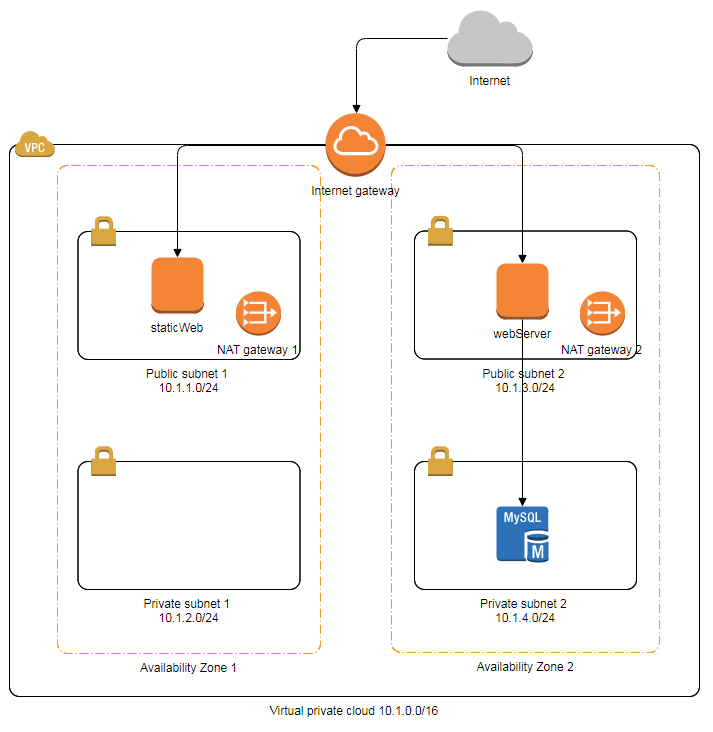 Internet
VPC
Internet gateway
staticWeb
NAT gateway 1
Public subnet 1
10.1.1.0/24
webServer
NAT gateway 2
Public subnet 2
10.1.3.0/24
Private subnet 1
10.1.2.0/24
MySQL
M
Private subnet 2
10.1.4.0/24
Availability Zone 1
Availability Zone 2
Virtual private cloud 10.1.0.0/16